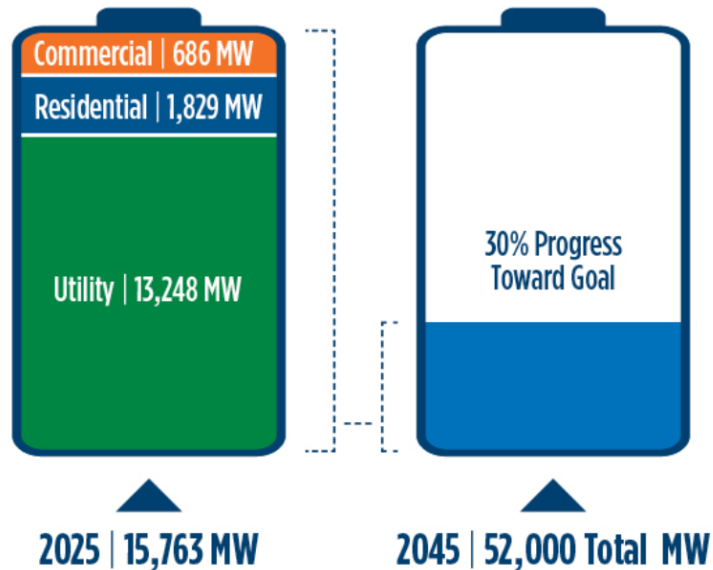 Commercial | 686 MW
Residential | 1,829 MW
Utility | 13,248 MW
30% Progress
Toward Goal
2025 | 15,763 MW
2045 | 52,000 Total MW